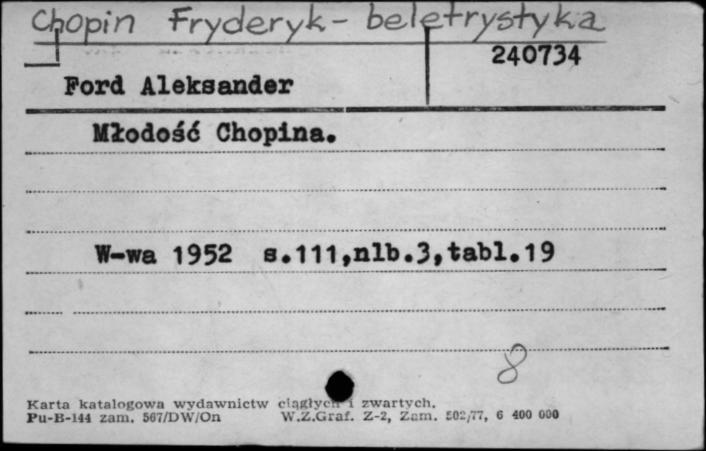 Chopin Fryderyk - beletrystyka
240734
Ford Aleksander
Młodość Chopina.
W-wa 1952 s.111,nlb.3,tabl.19
8
Karta katalogowa wydawnictw ciągłych i zwartych.
Pu-B-144 zam. 567/DW/On W.Z.Graf. Z-2, Zam. 502/77, 6 400 000